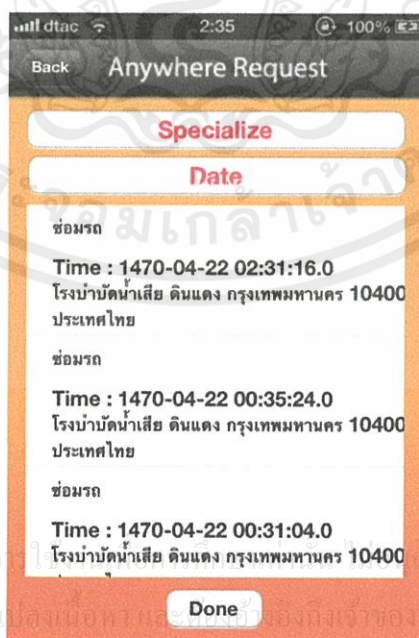 dtac 2:35 100%
Back Anywhere Request
Specialize
Date
ซ่อมรถ
Time : 1470-04-22 02:31:16.0
โรงบำบัดน้ำเสีย ดินแดง กรุงเทพมหานคร 10400
ประเทศไทย
ซ่อมรถ
Time : 1470-04-22 00:35:24.0
โรงบำบัดน้ำเสีย ดินแดง กรุงเทพมหานคร 10400
ประเทศไทย
ซ่อมรถ
Time : 1470-04-22 00:31:04.0
โรงบำบัดน้ำเสีย ดินแดง กรุงเทพมหานคร 10400
Done